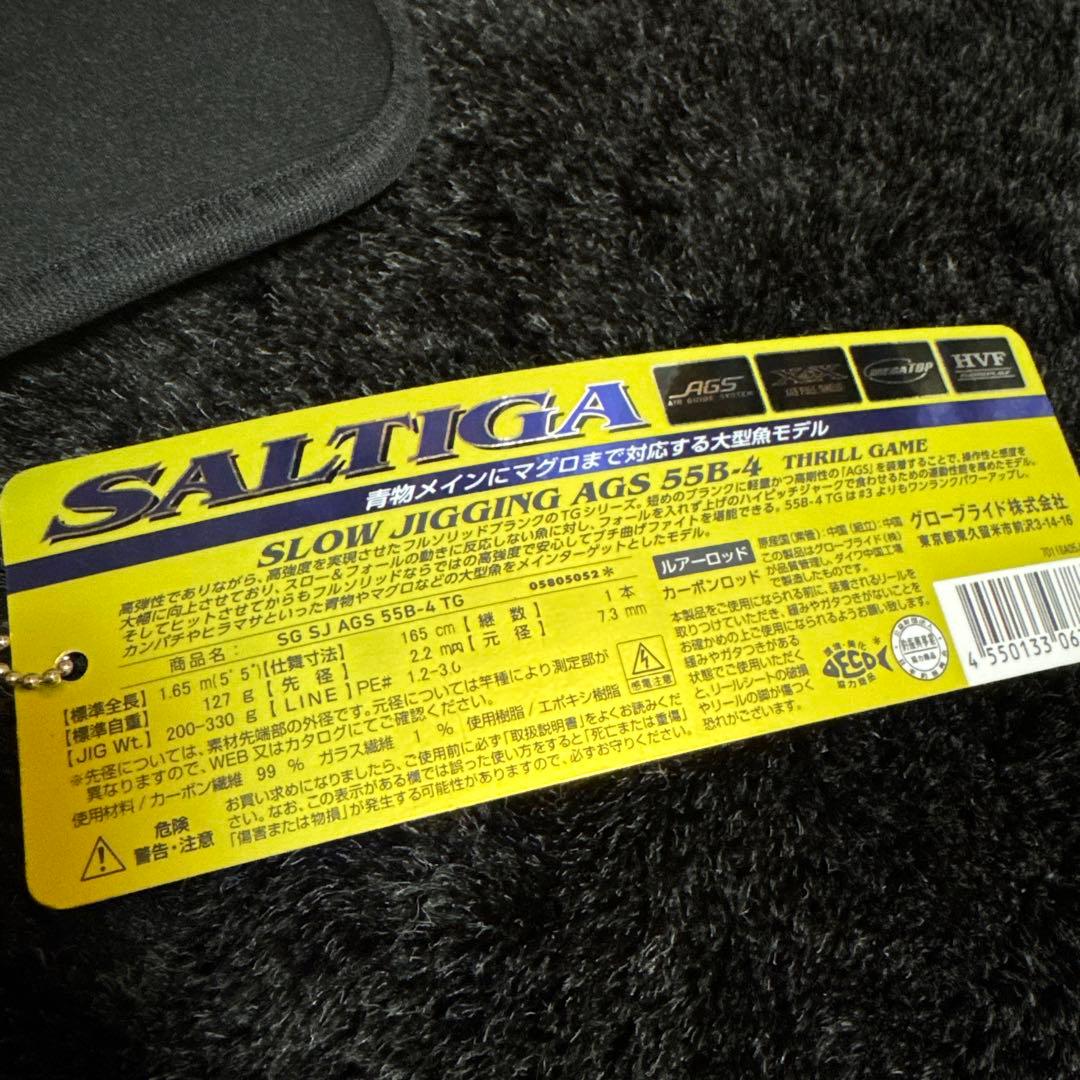 SALTIGA
AGS
AIR GUIDE SYSTEM
MEGATOP
HVF
青物メインにマグロまで対応する大型魚モデル
SLOW JIGGING AGS 55B-4 THRILL GAME
高弾性でありながら、高強度を実現させたフルソリッドブランクのTGシリーズ。短めのブランクに軽量かつ高剛性の「AGS」を装着することで、操作性と感度を
大幅に向上させており、スロー&フォールの動きに反応しない魚に対し、フォールを入れず上げのハイピッチジャークで食わせるための運動性能を高めたモデル。
そしてヒットさせてからもフルソリッドならではの高強度で安心してブチ曲げファイトを堪能できる。55B-4 TGは#3よりもワンランクパワーアップし、
カンパチやヒラマサといった青物やマグロなどの大型魚をメインターゲットとしたモデル。
05805052*
商品名: SG SJ AGS 55B-4 TG
【標準全長】 1.65 m(5'5") 【仕舞寸法】 165 cm 【継数】 1本
【標準自重】 127 g 【先径】 2.2 mm 【元径】 7.3 mm
【JIG Wt.】 200-330 g 【LINE】 PE# 1.2-3.0
*先径については、素材先端部の外径です。元径については竿種により測定部が
異なりますので、WEB又はカタログにてご確認ください。
使用材料/カーボン繊維 99 % ガラス繊維 1 % 使用樹脂/エポキシ樹脂
感電注意
危険
警告・注意
お買い求めになりましたら、ご使用前に必ず「取扱説明書」をよくお読みくだ
さい。なお、この表示がある欄では誤った使い方をすると「死亡または重傷」
「傷害または物損」が発生する可能性がありますので、必ずお守りください。
ルアーロッド
カーボンロッド
原産国(素管):中国(組立):中国
この製品はグローブライド(株)
が品質管理し、ダイワ中国工場
で製造したものです。
本製品をご使用になられる前に、装着されるリールを
取りつけていただき、緩みやガタつきがないことを
お確かめの上ご使用になられるようお願い致します。
緩みやガタつきがある
状態でご使用いただく
と、リールシートの破損
やリールの脚が傷つく
恐れがございます。
グローブライド株式会社
東京都東久留米市前沢3-14-16
環境・美化
JECO
協力商品
4 550133 06